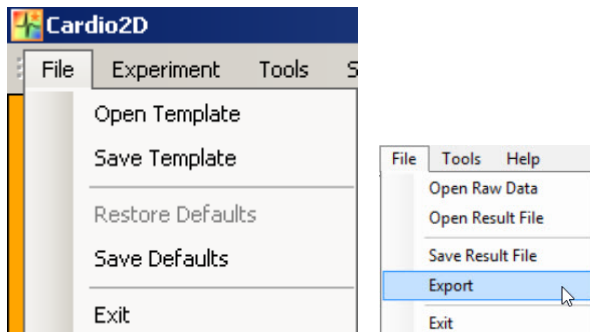 Cardio2D
File Experiment Tools S
Open Template
Save Template
Restore Defaults
Save Defaults
Exit
File Tools Help
Open Raw Data
Open Result File
Save Result File
Export
Exit